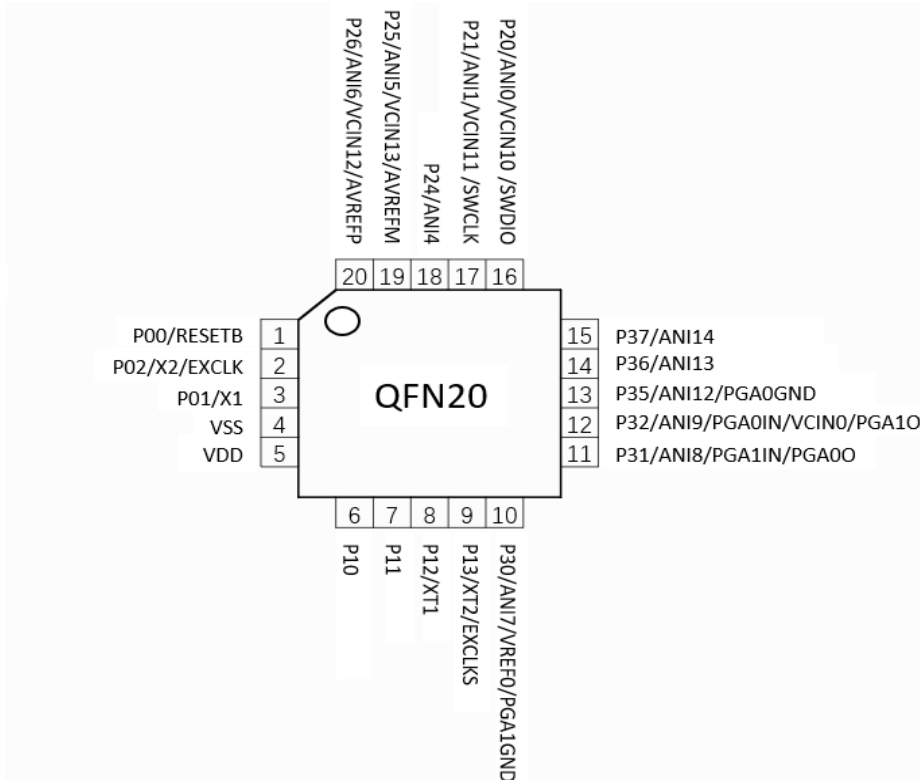 P26/ANI6/VCIN12/AVREFP
P25/ANI5/VCIN13/AVREFM
P24/ANI4
P21/ANI1/VCIN11 /SWCLK
P20/ANI0/VCIN10 /SWDIO
20 19 18 17 16
P00/RESETB 1
P02/X2/EXCLK 2
P01/X1 3
VSS 4
VDD 5
QFN20
15 P37/ANI14
14 P36/ANI13
13 P35/ANI12/PGA0GND
12 P32/ANI9/PGA0IN/VCIN0/PGA1O
11 P31/ANI8/PGA1IN/PGA0O
6 7 8 9 10
P10
P11
P12/XT1
P13/XT2/EXCLKS
P30/ANI7/VREF0/PGA1GND